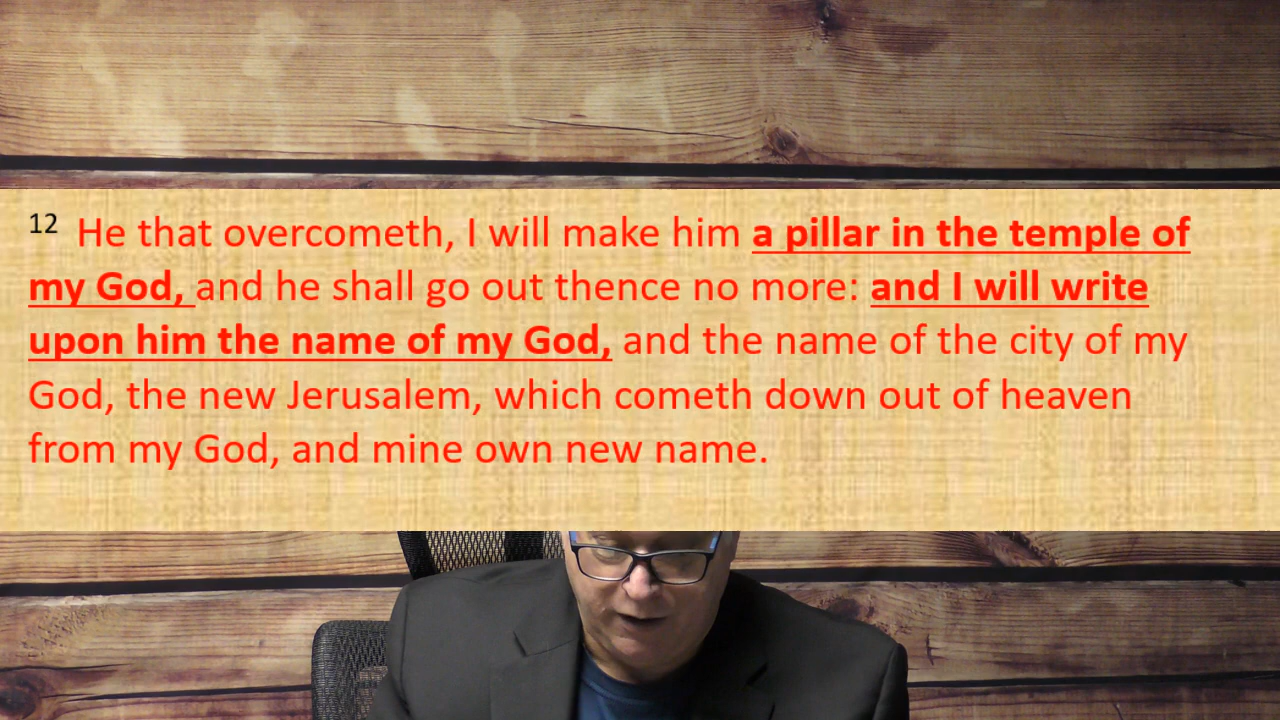 12 He that overcometh, I will make him a pillar in the temple of
my God, and he shall go out thence no more: and I will write
upon him the name of my God, and the name of the city of my
God, the new Jerusalem, which cometh down out of heaven
from my God, and mine own new name.